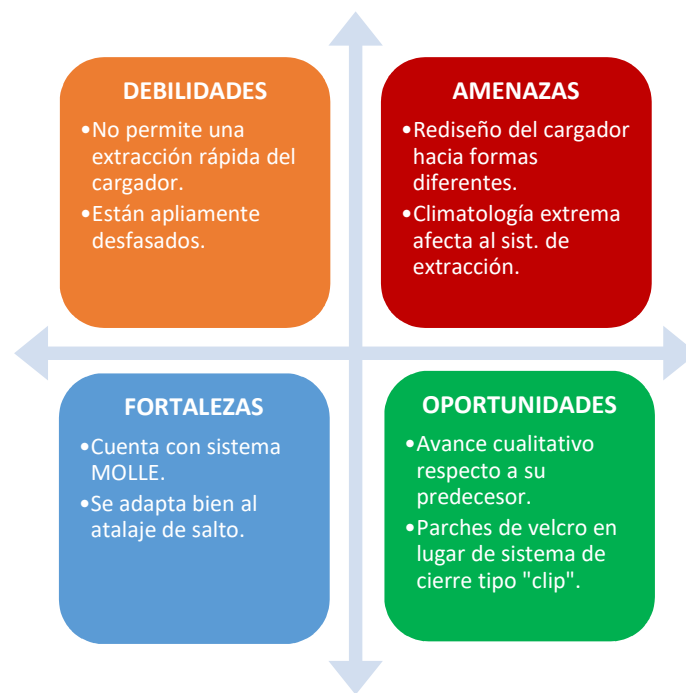 DEBILIDADES
•No permite una
extracción rápida del
cargador.
•Están apliamente
desfasados.
AMENAZAS
•Rediseño del cargador
hacia formas
diferentes.
•Climatología extrema
afecta al sist. de
extracción.
FORTALEZAS
•Cuenta con sistema
MOLLE.
•Se adapta bien al
atalaje de salto.
OPORTUNIDADES
•Avance cualitativo
respecto a su
predecesor.
•Parches de velcro en
lugar de sistema de
cierre tipo "clip".